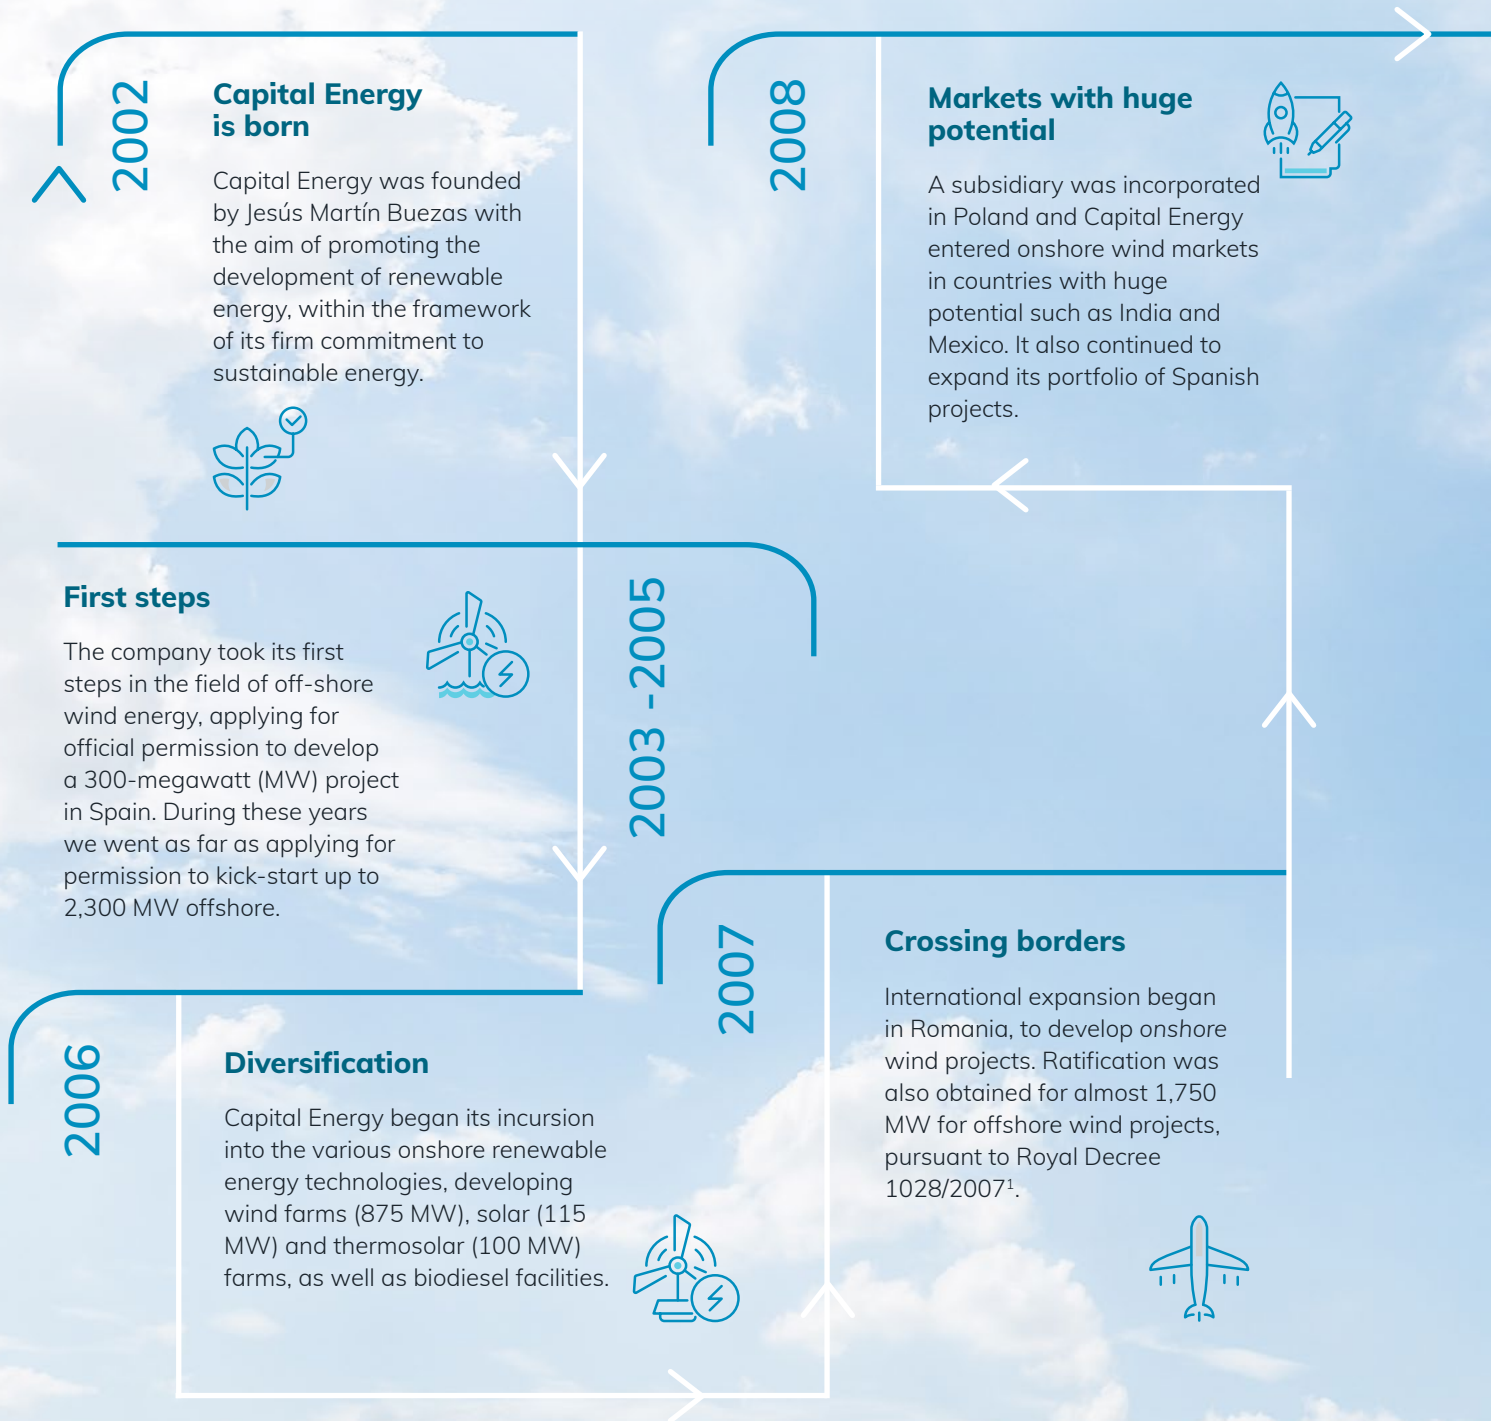 2002
Capital Energy
is born
Capital Energy was founded
by Jesús Martín Buezas with
the aim of promoting the
development of renewable
energy, within the framework
of its firm commitment to
sustainable energy.
2003 -2005
First steps
The company took its first
steps in the field of off-shore
wind energy, applying for
official permission to develop
a 300-megawatt (MW) project
in Spain. During these years
we went as far as applying for
permission to kick-start up to
2,300 MW offshore.
2006
Diversification
Capital Energy began its incursion
into the various onshore renewable
energy technologies, developing
wind farms (875 MW), solar (115
MW) and thermosolar (100 MW)
farms, as well as biodiesel facilities.
2007
Crossing borders
International expansion began
in Romania, to develop onshore
wind projects. Ratification was
also obtained for almost 1,750
MW for offshore wind projects,
pursuant to Royal Decree
1028/2007¹.
2008
Markets with huge
potential
A subsidiary was incorporated
in Poland and Capital Energy
entered onshore wind markets
in countries with huge
potential such as India and
Mexico. It also continued to
expand its portfolio of Spanish
projects.